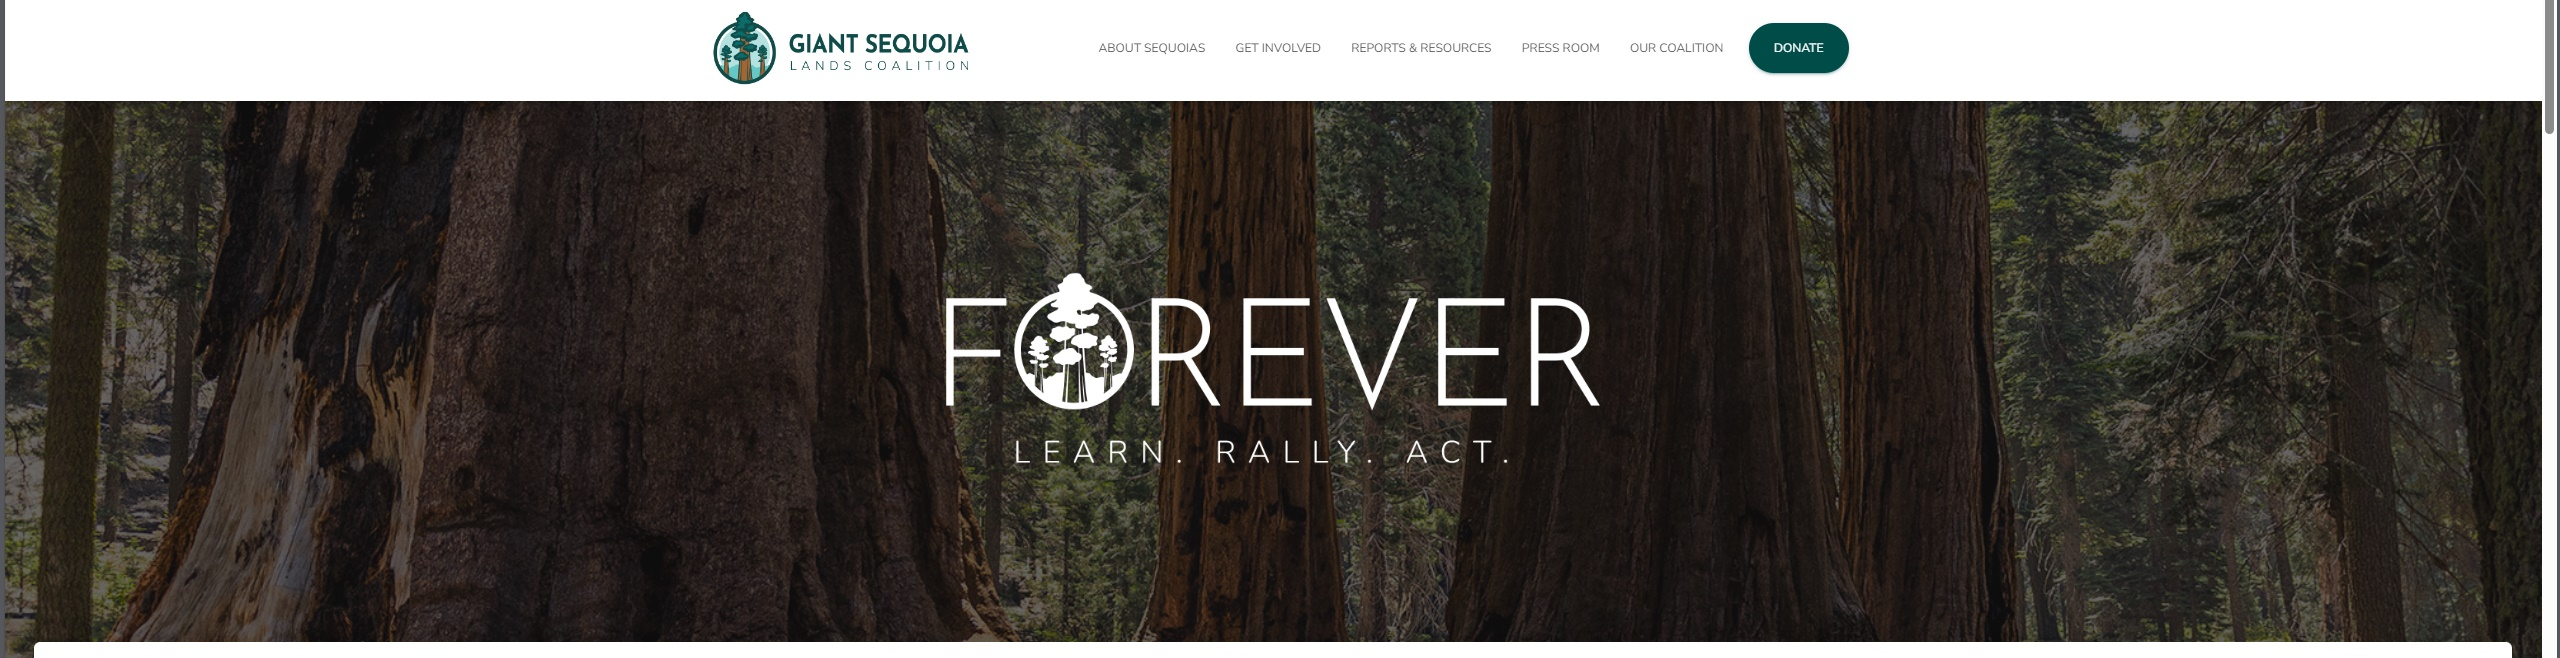 GIANT SEQUOIA
LANDS COALITION
ABOUT SEQUOIAS
GET INVOLVED
REPORTS & RESOURCES
PRESS ROOM
OUR COALITION
DONATE
FOREVER
LEARN. RALLY. ACT.